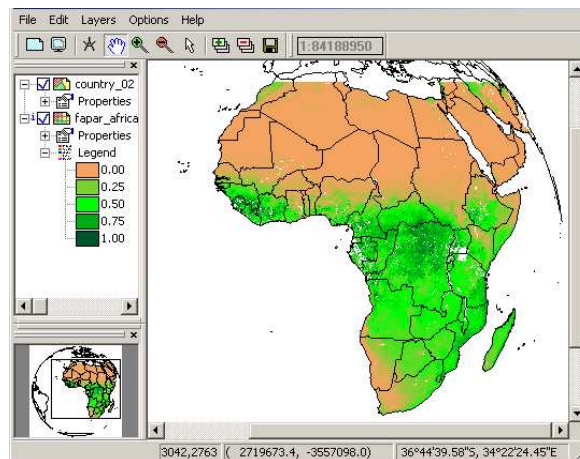 File Edit Layers Options Help
1:84188950
country_02
Properties
fapar_africa
Properties
Legend
0.00
0.25
0.50
0.75
1.00
3042,2763 ( 2719673.4, -3557098.0) 36°44'39.58"S, 34°22'24.45"E